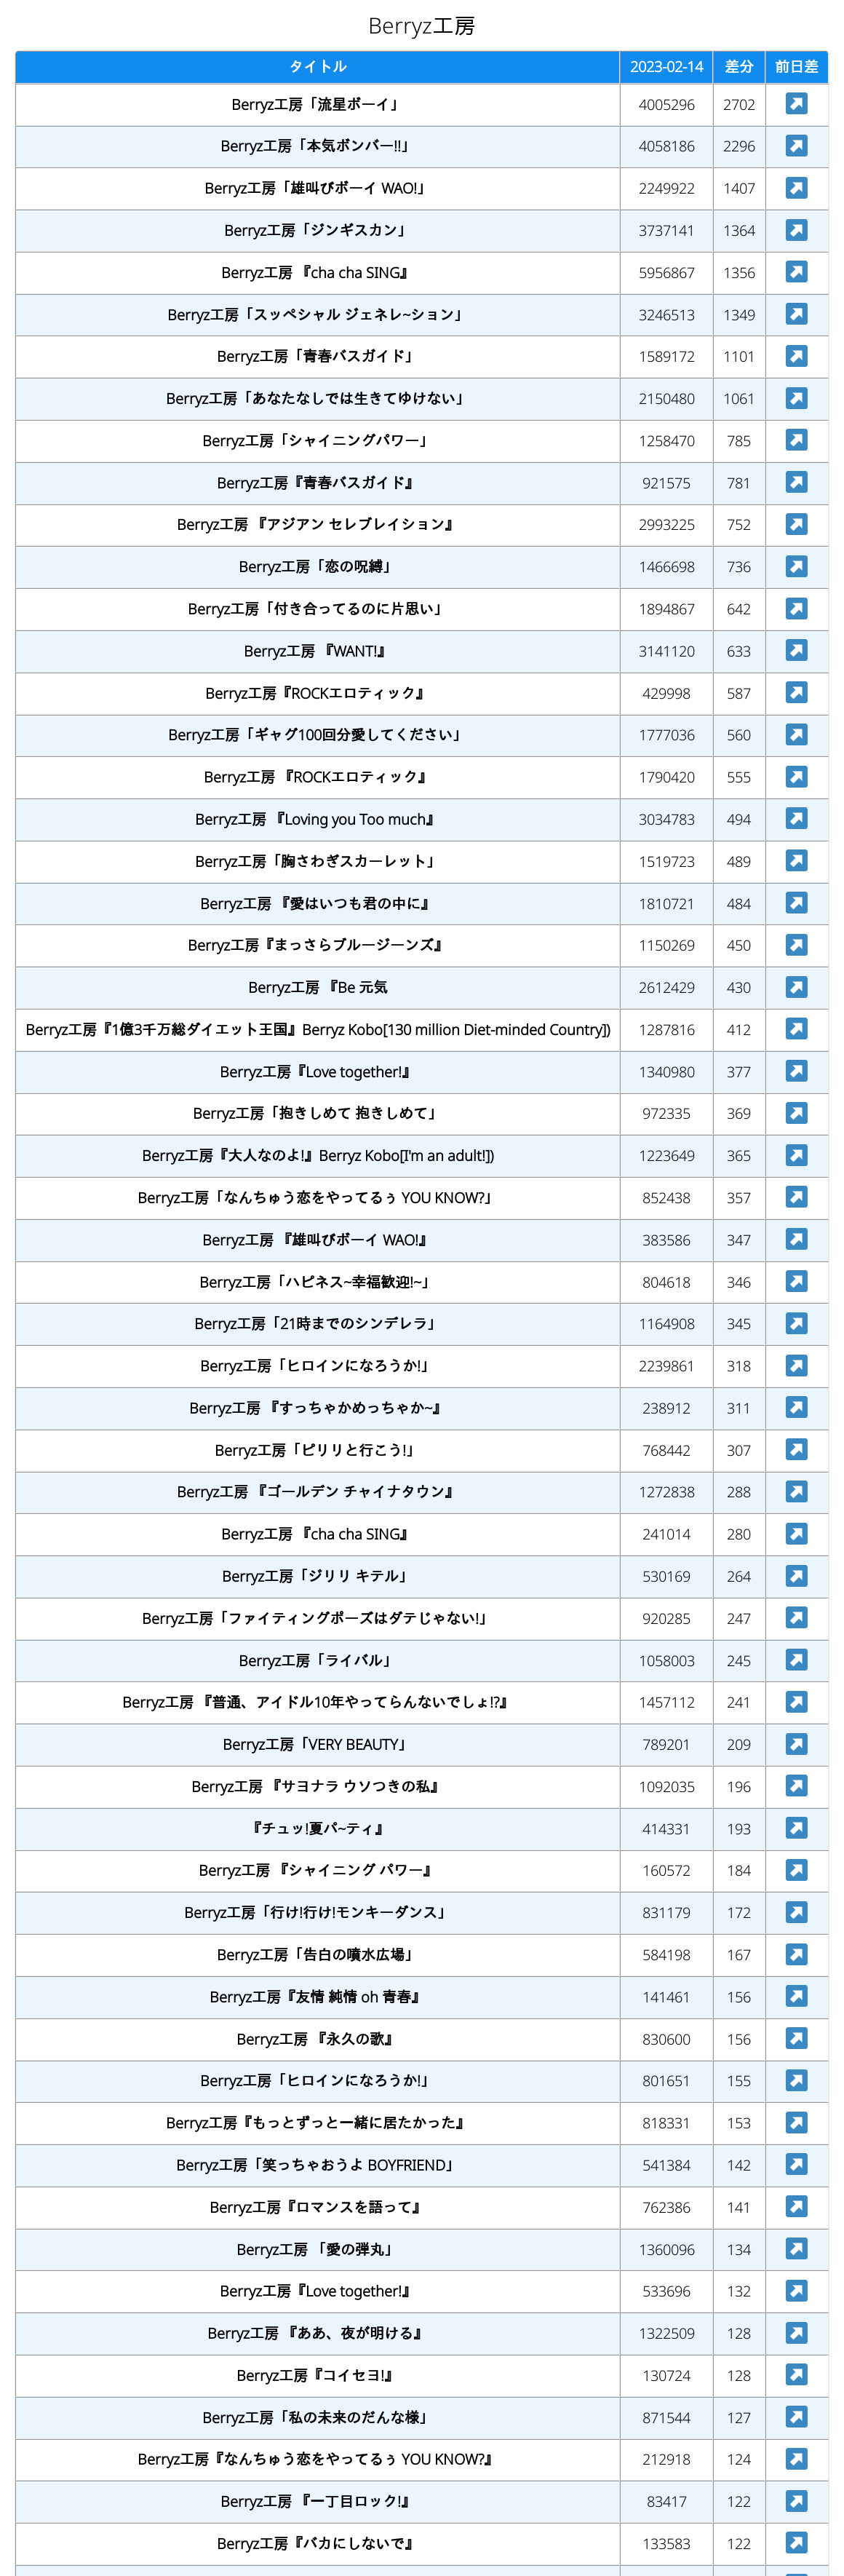 Berryz工房
タイトル 2023-02-14 差分 前日差
Berryz工房「流星ボーイ」 4005296 2702
Berryz工房「本気ボンバー!!」 4058186 2296
Berryz工房「雄叫びボーイ WAO!」 2249922 1407
Berryz工房「ジンギスカン」 3737141 1364
Berryz工房 『cha cha SING』 5956867 1356
Berryz工房「スッペシャル ジェネレ~ション」 3246513 1349
Berryz工房「青春バスガイド」 1589172 1101
Berryz工房「あなたなしでは生きてゆけない」 2150480 1061
Berryz工房「シャイニングパワー」 1258470 785
Berryz工房『青春バスガイド』 921575 781
Berryz工房 『アジアン セレブレイション』 2993225 752
Berryz工房「恋の呪縛」 1466698 736
Berryz工房「付き合ってるのに片思い」 1894867 642
Berryz工房 『WANT!』 3141120 633
Berryz工房『ROCKエロティック』 429998 587
Berryz工房「ギャグ100回分愛してください」 1777036 560
Berryz工房 『ROCKエロティック』 1790420 555
Berryz工房 『Loving you Too much』 3034783 494
Berryz工房「胸さわぎスカーレット」 1519723 489
Berryz工房 『愛はいつも君の中に』 1810721 484
Berryz工房『まっさらブルージーンズ』 1150269 450
Berryz工房 『Be 元気 2612429 430
Berryz工房『1億3千万総ダイエット王国』Berryz Kobo[130 million Diet-minded Country]) 1287816 412
Berryz工房『Love together!』 1340980 377
Berryz工房「抱きしめて 抱きしめて」 972335 369
Berryz工房『大人なのよ!』Berryz Kobo[I'm an adult!]) 1223649 365
Berryz工房「なんちゅう恋をやってるぅ YOU KNOW?」 852438 357
Berryz工房 『雄叫びボーイ WAO!』 383586 347
Berryz工房「ハピネス~幸福歓迎!~」 804618 346
Berryz工房「21時までのシンデレラ」 1164908 345
Berryz工房「ヒロインになろうか!」 2239861 318
Berryz工房 『すっちゃかめっちゃか~』 238912 311
Berryz工房「ピリリと行こう!」 768442 307
Berryz工房 『ゴールデン チャイナタウン』 1272838 288
Berryz工房 『cha cha SING』 241014 280
Berryz工房「ジリリ キテル」 530169 264
Berryz工房「ファイティングポーズはダテじゃない!」 920285 247
Berryz工房「ライバル」 1058003 245
Berryz工房 『普通、アイドル10年やってらんないでしょ!?』 1457112 241
Berryz工房「VERY BEAUTY」 789201 209
Berryz工房 『サヨナラ ウソつきの私』 1092035 196
『チュッ!夏パ~ティ』 414331 193
Berryz工房 『シャイニング パワー』 160572 184
Berryz工房「行け!行け!モンキーダンス」 831179 172
Berryz工房「告白の噴水広場」 584198 167
Berryz工房『友情 純情 oh 青春』 141461 156
Berryz工房 『永久の歌』 830600 156
Berryz工房「ヒロインになろうか!」 801651 155
Berryz工房『もっとずっと一緒に居たかった』 818331 153
Berryz工房「笑っちゃおうよ BOYFRIEND」 541384 142
Berryz工房『ロマンスを語って』 762386 141
Berryz工房 「愛の弾丸」 1360096 134
Berryz工房『Love together!』 533696 132
Berryz工房 『ああ、夜が明ける』 1322509 128
Berryz工房『コイセヨ!』 130724 128
Berryz工房「私の未来のだんな様」 871544 127
Berryz工房『なんちゅう恋をやってるぅ YOU KNOW?』 212918 124
Berryz工房 『一丁目ロック!』 83417 122
Berryz工房『バカにしないで』 133583 122